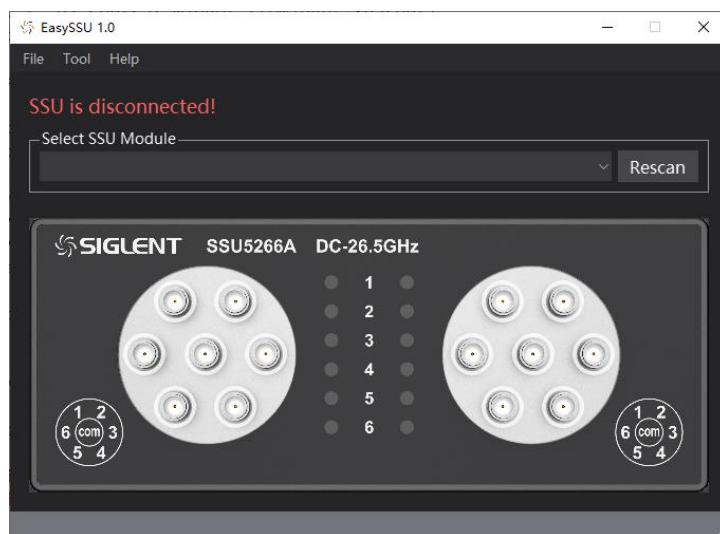 EasySSU 1.0
File Tool Help
SSU is disconnected!
Select SSU Module
Rescan
SIGLENT SSU5266A DC-26.5GHz
1
2
3
4
5
6
1 2
6 com 3
5 4
1 2
6 com 3
5 4